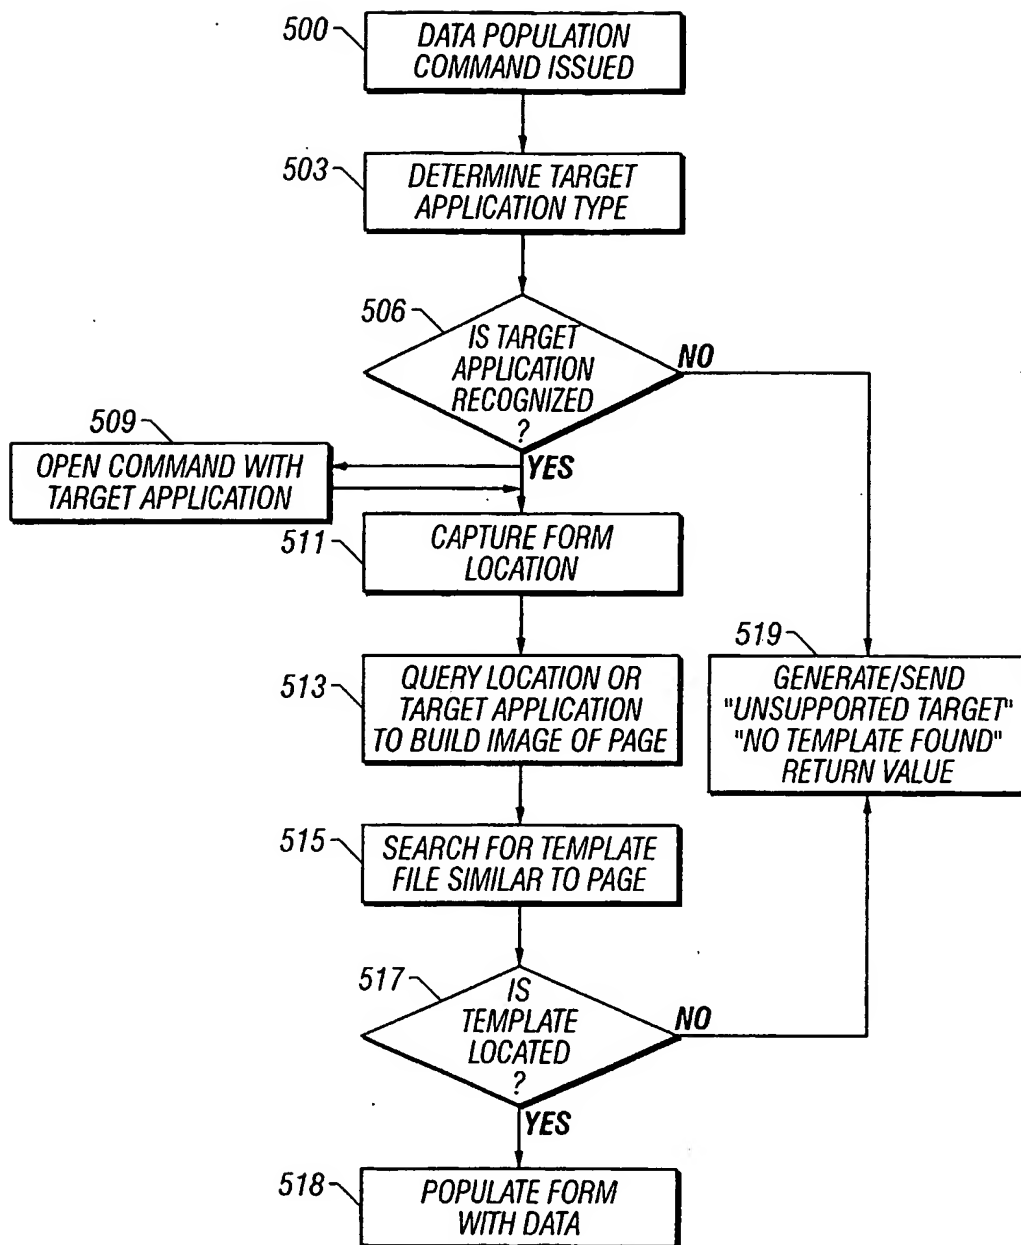 500
DATA POPULATION
COMMAND ISSUED
503
DETERMINE TARGET
APPLICATION TYPE
506
IS TARGET
APPLICATION
RECOGNIZED
?
NO
YES
509
OPEN COMMAND WITH
TARGET APPLICATION
511
CAPTURE FORM
LOCATION
513
QUERY LOCATION OR
TARGET APPLICATION
TO BUILD IMAGE OF PAGE
519
GENERATE/SEND
"UNSUPPORTED TARGET"
"NO TEMPLATE FOUND"
RETURN VALUE
515
SEARCH FOR TEMPLATE
FILE SIMILAR TO PAGE
517
IS
TEMPLATE
LOCATED
?
NO
YES
518
POPULATE FORM
WITH DATA